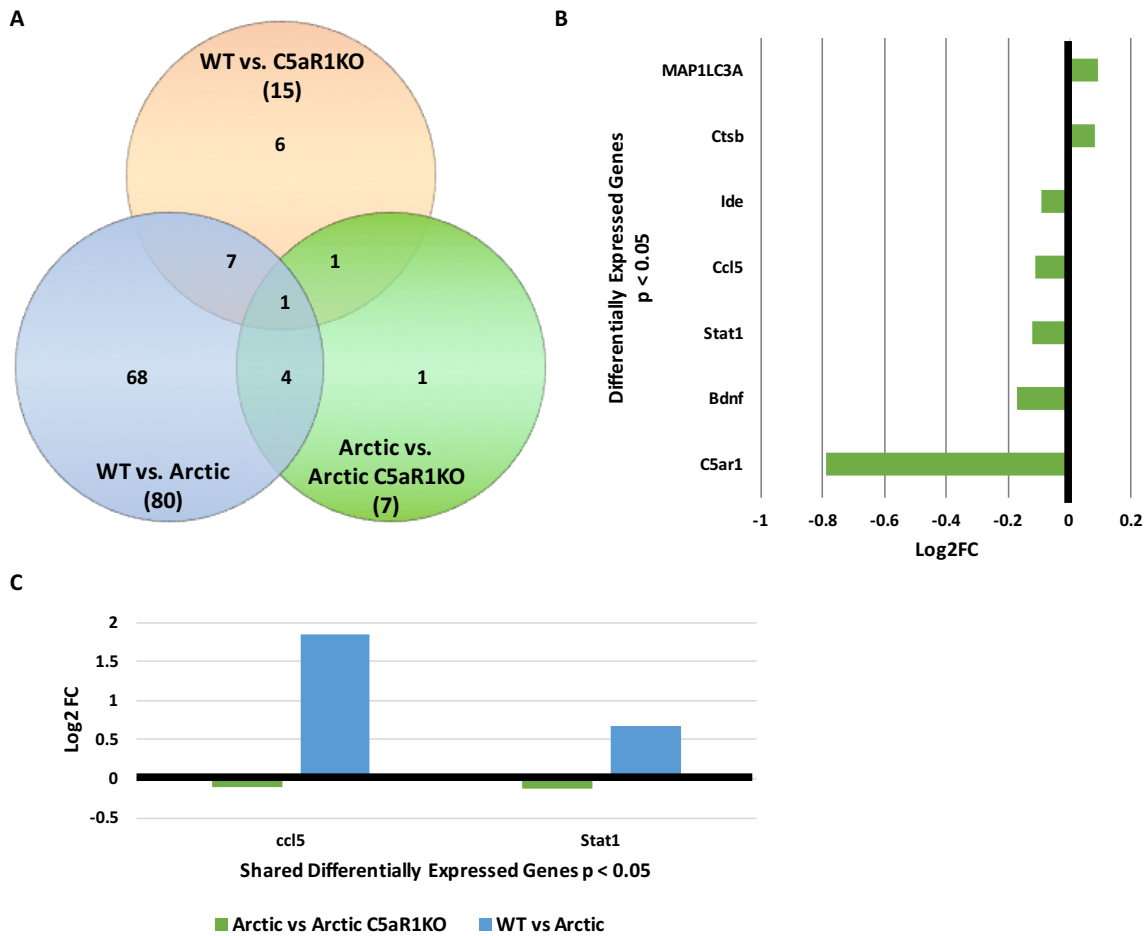 A
WT vs. C5aR1KO
(15)
6
7
1
1
68
4
1
WT vs. Arctic
(80)
Arctic vs.
Arctic C5aR1KO
(7)
B
Differentially Expressed Genes
p < 0.05
MAP1LC3A
Ctsb
Ide
Ccl5
Stat1
Bdnf
C5ar1
-1 -0.8 -0.6 -0.4 -0.2 0 0.2
Log2FC
C
Log2 FC
2
1.5
1
0.5
0
-0.5
ccl5 Stat1
Shared Differentially Expressed Genes p < 0.05
Arctic vs Arctic C5aR1KO WT vs Arctic